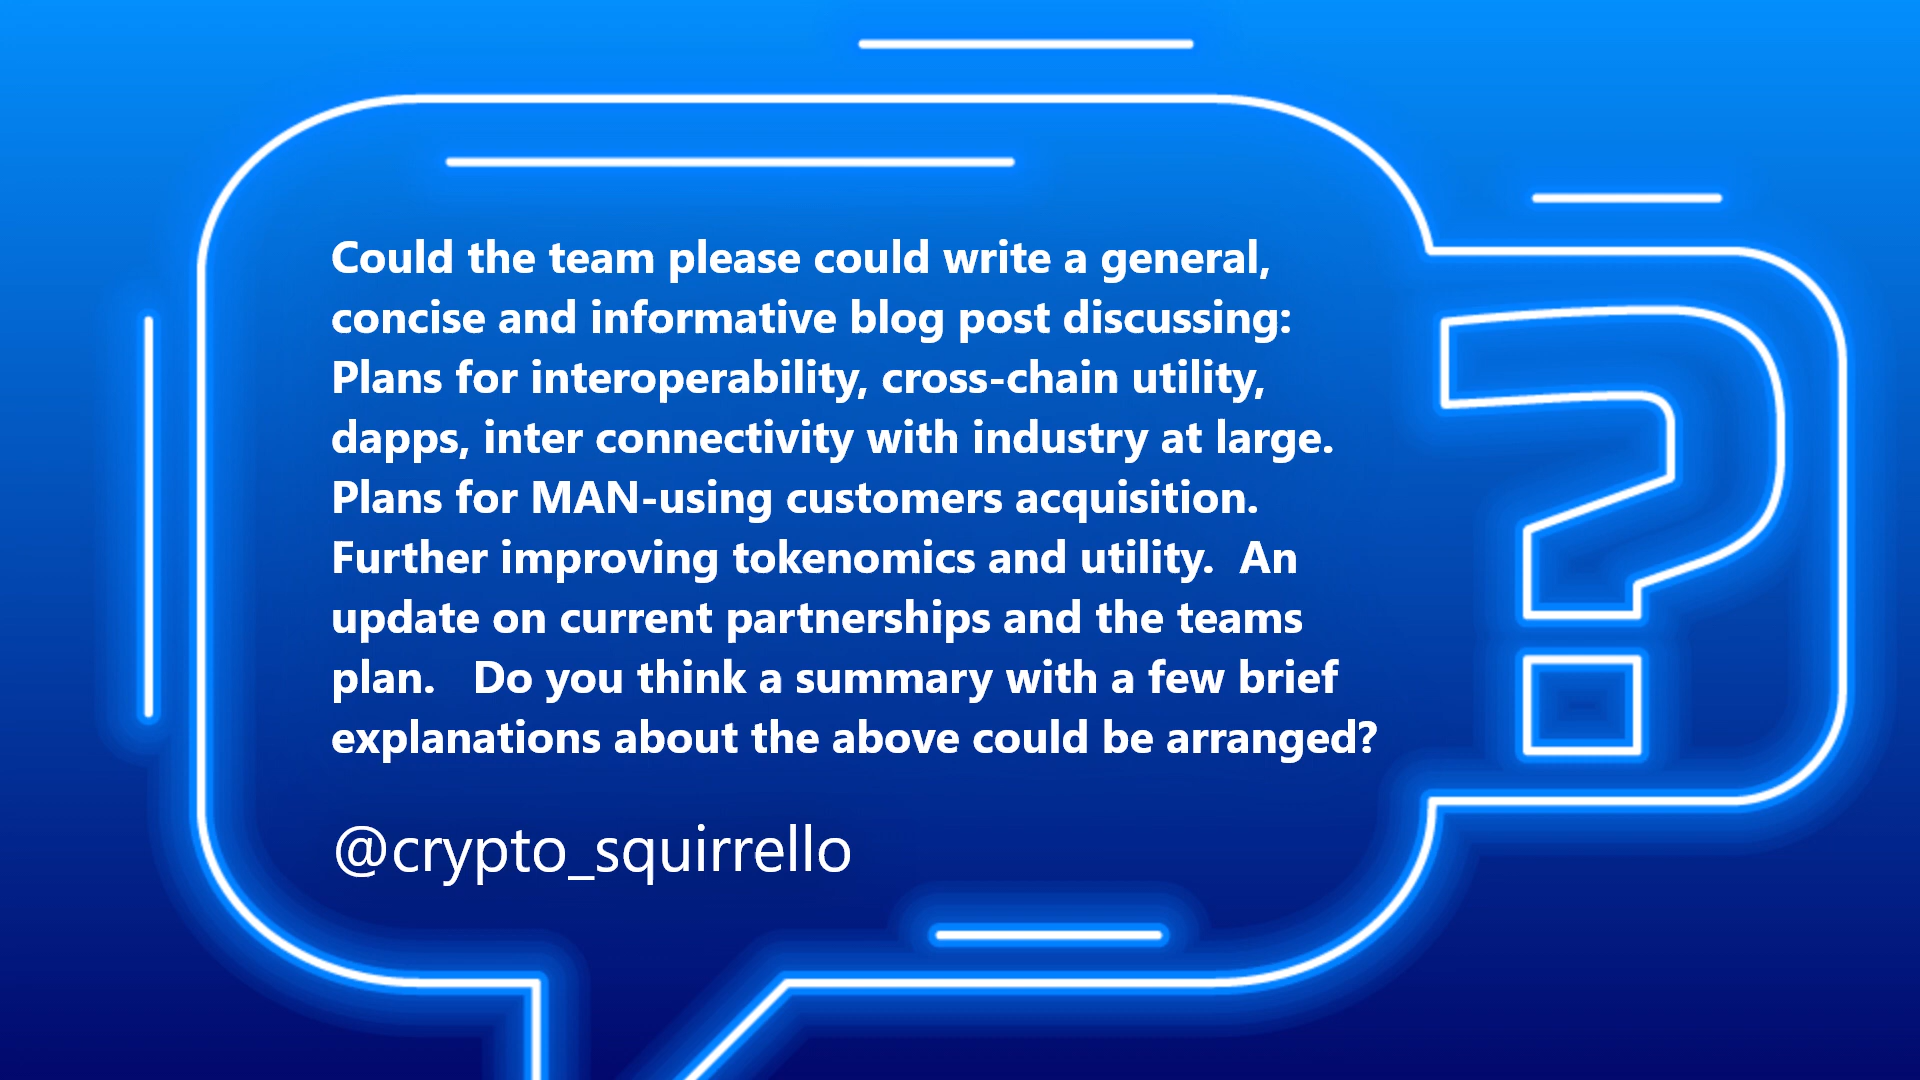 Could the team please could write a general,
concise and informative blog post discussing:
Plans for interoperability, cross-chain utility,
dapps, inter connectivity with industry at large.
Plans for MAN-using customers acquisition.
Further improving tokenomics and utility.  An
update on current partnerships and the teams
plan.   Do you think a summary with a few brief
explanations about the above could be arranged?
@crypto_squirrello
?